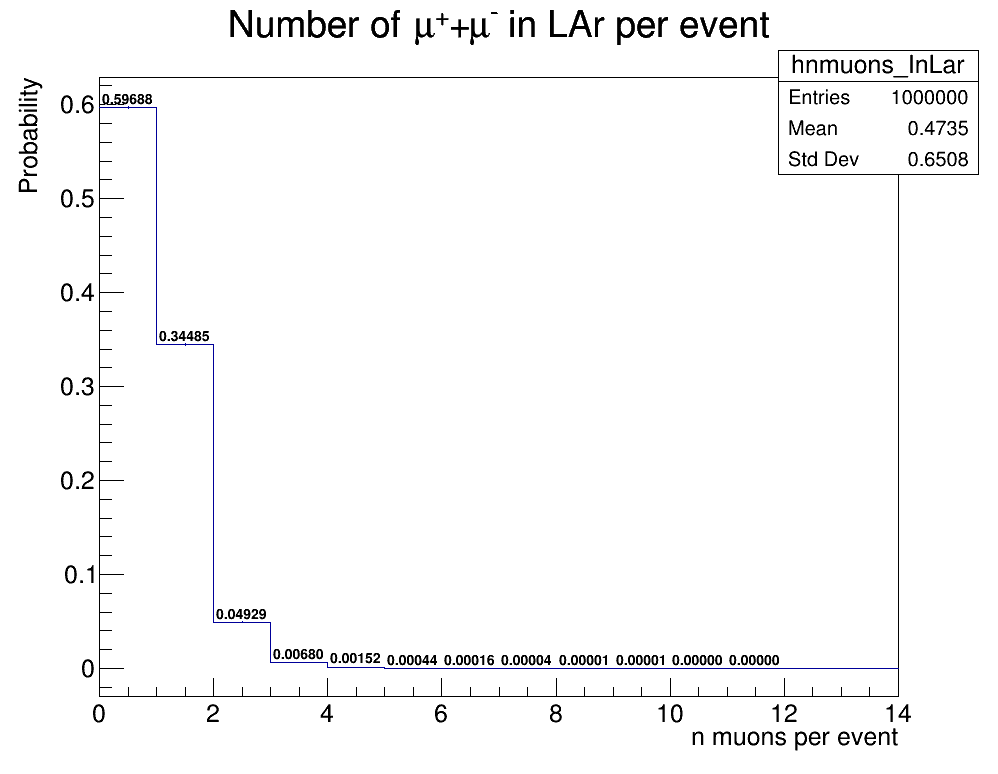 Number of μ⁺+μ⁻ in LAr per event
hnmuons_InLar
Entries 1000000
Mean 0.4735
Std Dev 0.6508
Probability
0.6
0.5
0.4
0.3
0.2
0.1
0
0.59688
0.34485
0.04929
0.00680
0.00152
0.00044
0.00016
0.00004
0.00001
0.00001
0.00000
0.00000
0 2 4 6 8 10 12 14
n muons per event